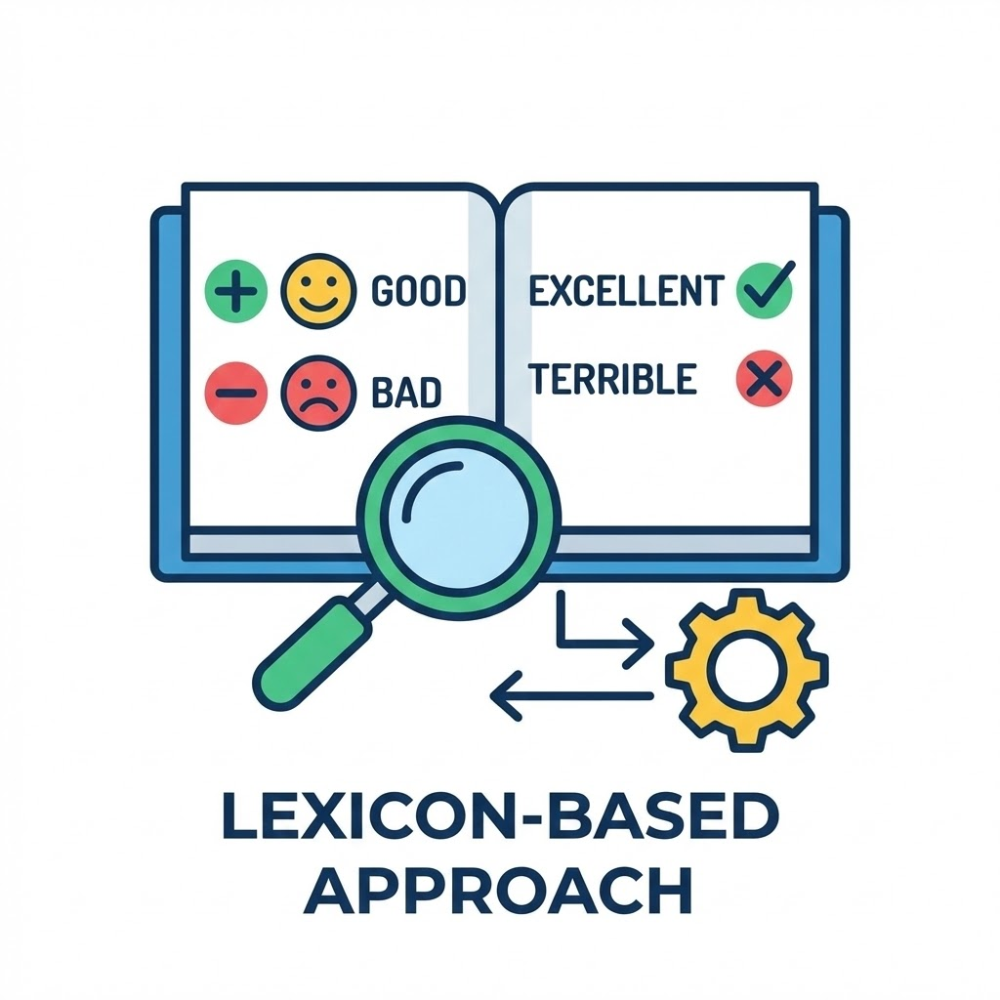 GOOD
BAD
EXCELLENT
TERRIBLE
LEXICON-BASED
APPROACH